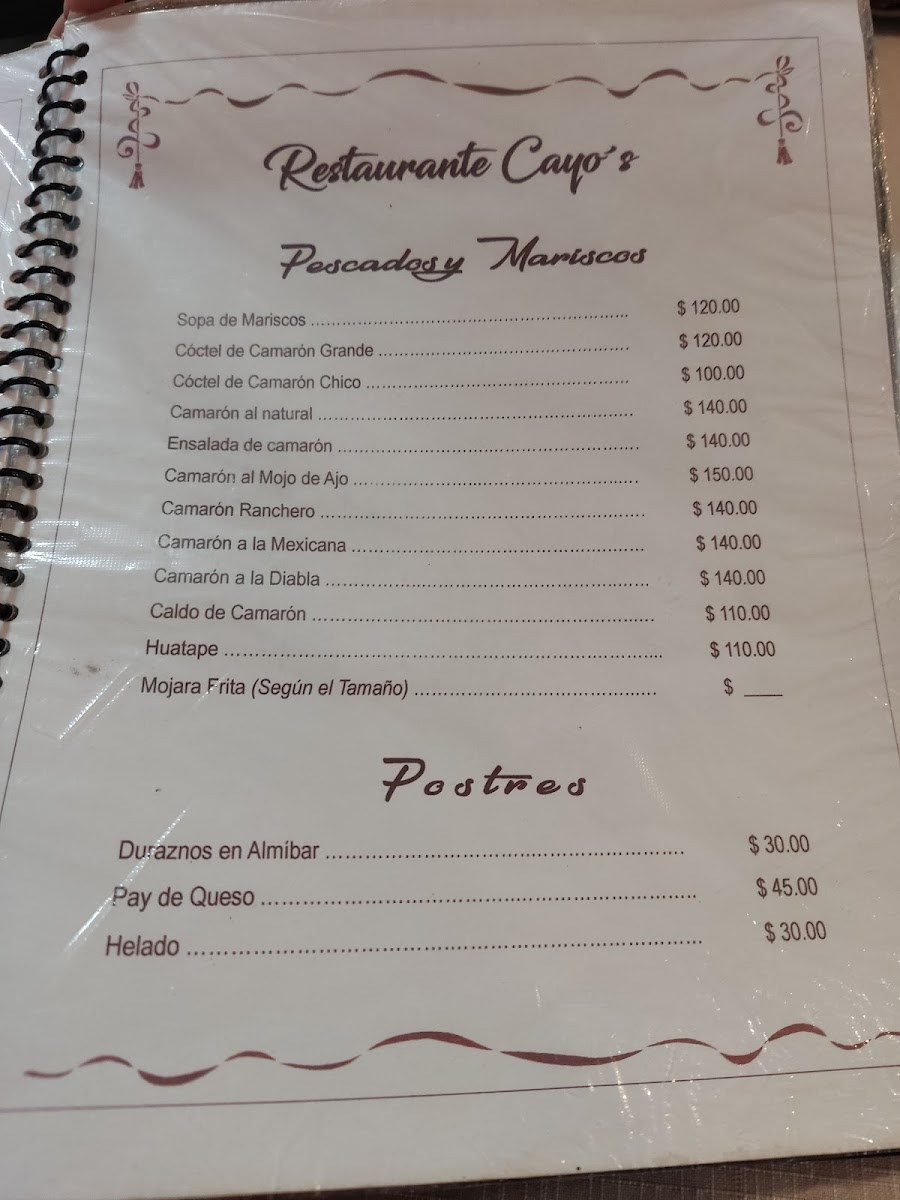 Restaurante Cayo's
Pescados y Mariscos
Sopa de Mariscos ........................ $ 120.00
Cóctel de Camarón Grande ........................ $ 120.00
Cóctel de Camarón Chico ........................ $ 100.00
Camarón al natural ........................ $ 140.00
Ensalada de camarón ........................ $ 140.00
Camarón al Mojo de Ajo ........................ $ 150.00
Camarón Ranchero ........................ $ 140.00
Camarón a la Mexicana ........................ $ 140.00
Camarón a la Diabla ........................ $ 140.00
Caldo de Camarón ........................ $ 110.00
Huatape ........................ $ 110.00
Mojara Frita (Según el Tamaño) ........................ $ ____
Postres
Duraznos en Almíbar ........................ $ 30.00
Pay de Queso ........................ $ 45.00
Helado ........................ $ 30.00